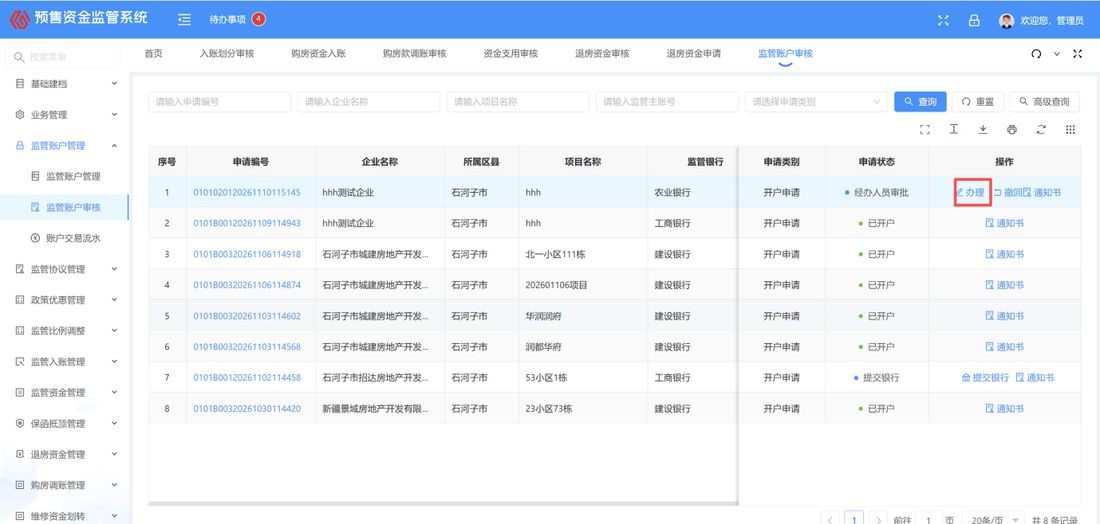 预售资金监管系统
待办事项 4
欢迎您，管理员
搜索菜单
首页 入账划分审核 购房资金入账 购房款调账审核 资金支用审核 退房资金审核 退房资金申请 监管账户审核
基础建档
业务管理
监管账户管理
监管账户管理
监管账户审核
账户交易流水
监管协议管理
政策优惠管理
监管比例调整
监管入账管理
监管资金管理
保函抵顶管理
退房资金管理
购房调账管理
维修资金划转
请输入申请编号 请输入企业名称 请输入项目名称 请输入监管主账号 请选择申请类别 查询 重置 高级查询
序号 申请编号 企业名称 所属区县 项目名称 监管银行 申请类别 申请状态 操作
1 0101020120261110115145 hhh测试企业 石河子市 hhh 农业银行 开户申请 经办人员审批 办理 撤回 通知书
2 0101B00120261109114943 hhh测试企业 石河子市 hhh 工商银行 开户申请 已开户 通知书
3 0101B00320261106114918 石河子市城建房地产开发... 石河子市 北一小区111栋 建设银行 开户申请 已开户 通知书
4 0101B00320261106114874 石河子市城建房地产开发... 石河子市 202601106项目 建设银行 开户申请 已开户 通知书
5 0101B00320261103114602 石河子市城建房地产开发... 石河子市 华润润府 建设银行 开户申请 已开户 通知书
6 0101B00320261103114568 石河子市城建房地产开发... 石河子市 润都华府 建设银行 开户申请 已开户 通知书
7 0101B00120261102114458 石河子市招达房地产开发... 石河子市 53小区1栋 工商银行 开户申请 提交银行 提交银行 通知书
8 0101B00320261030114420 新疆景域房地产开发有限... 石河子市 23小区73栋 建设银行 开户申请 已开户 通知书
1 前往 1 页 20条/页 共 8 条记录